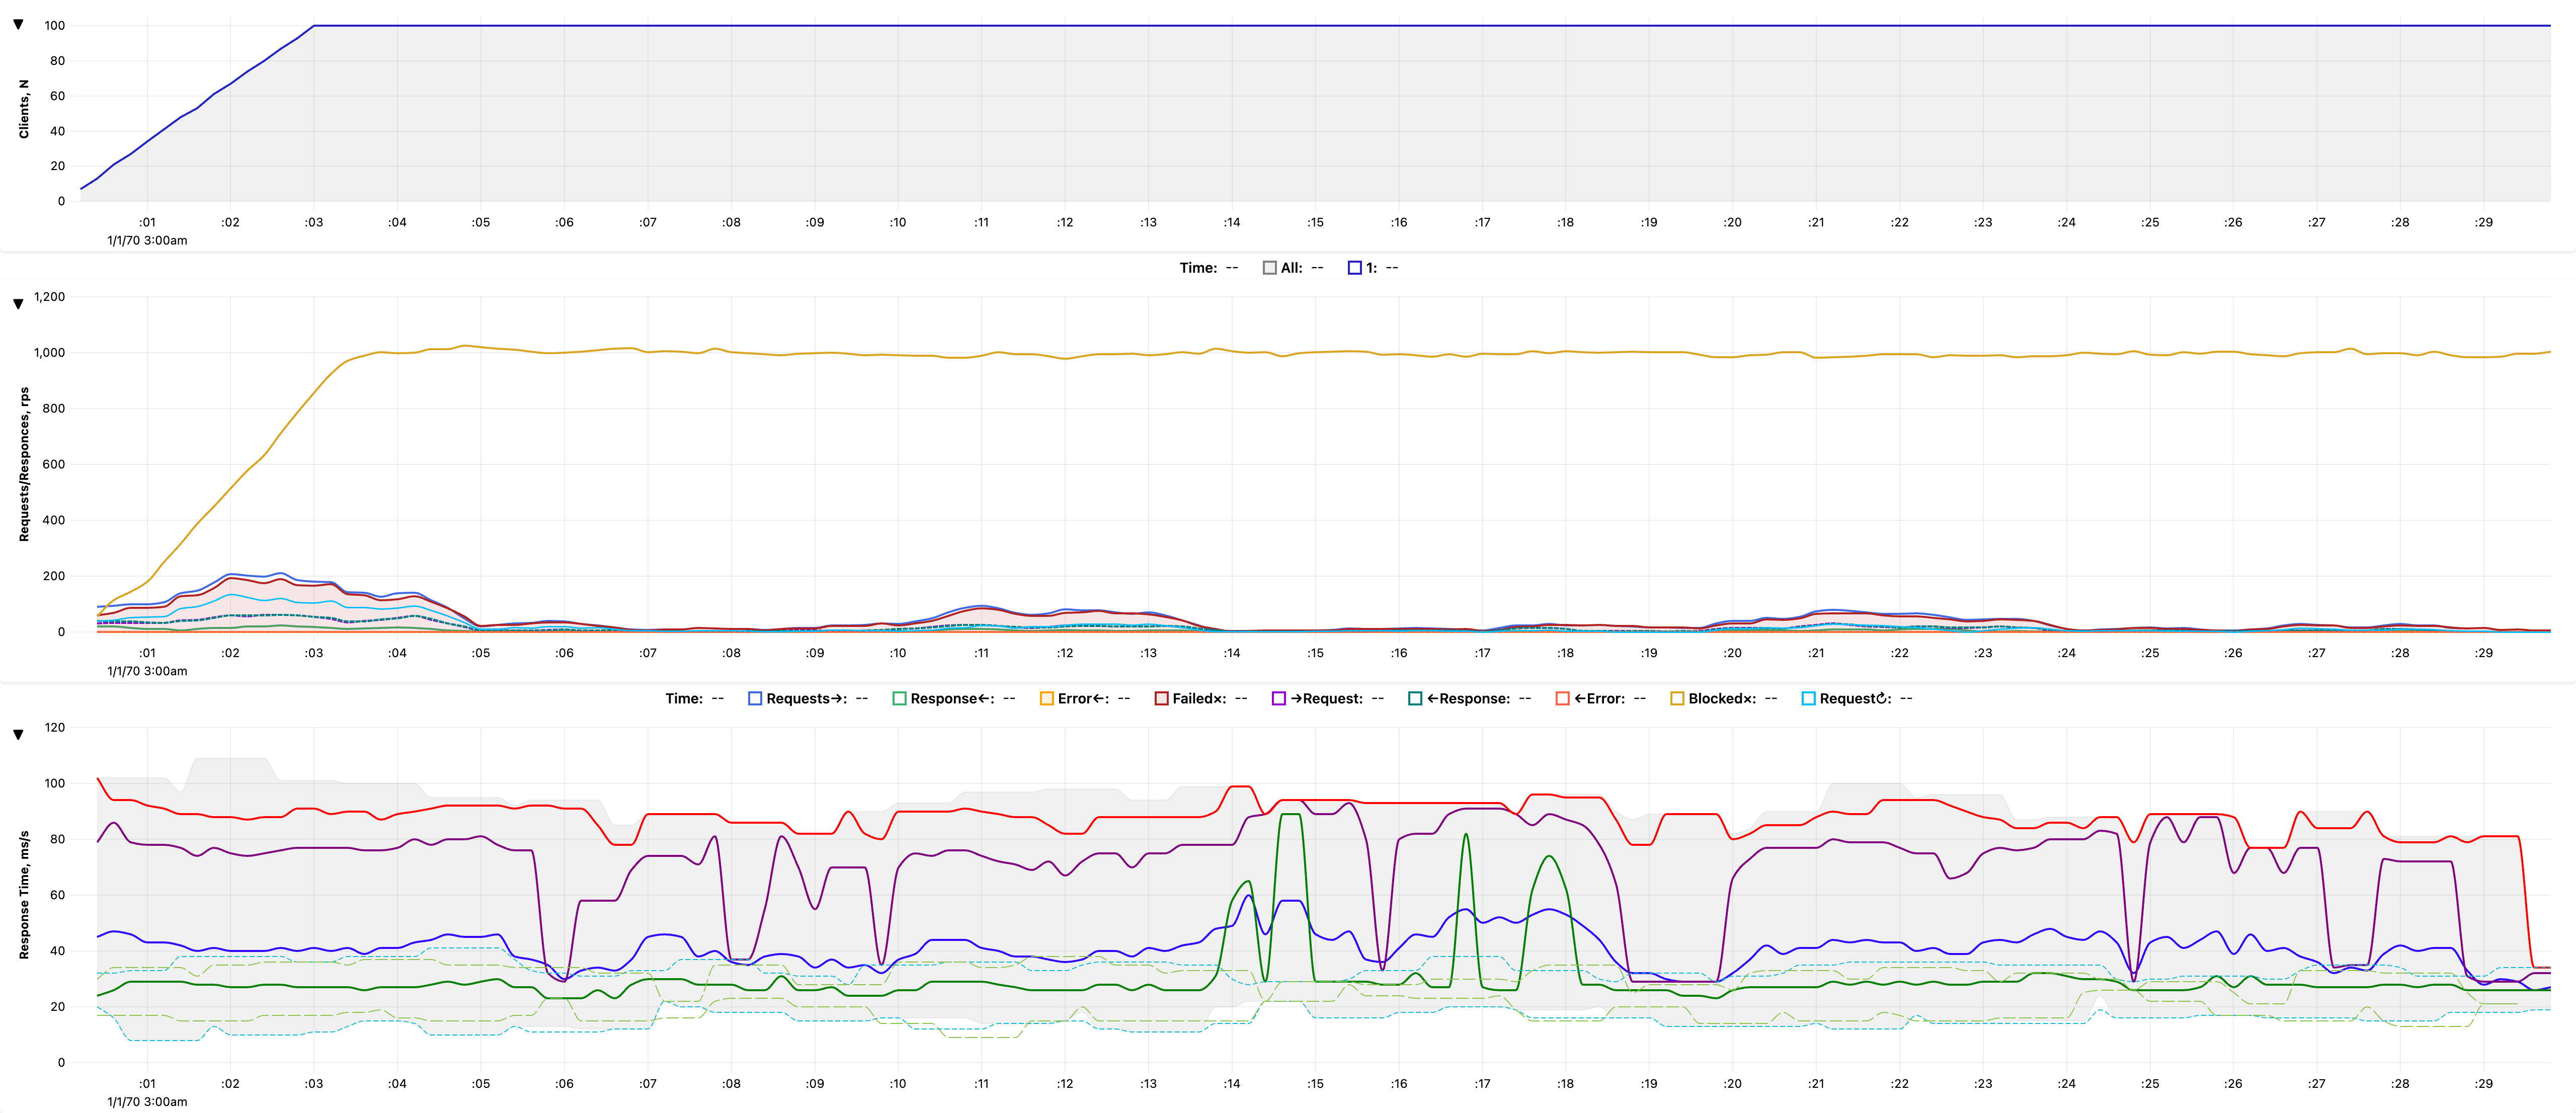 ▼
Clients, N
100
80
60
40
20
0
:01 :02 :03 :04 :05 :06 :07 :08 :09 :10 :11 :12 :13 :14 :15 :16 :17 :18 :19 :20 :21 :22 :23 :24 :25 :26 :27 :28 :29
1/1/70 3:00am
Time: -- All: -- 1: --
▼
Requests/Responces, rps
1,200
1,000
800
600
400
200
0
:01 :02 :03 :04 :05 :06 :07 :08 :09 :10 :11 :12 :13 :14 :15 :16 :17 :18 :19 :20 :21 :22 :23 :24 :25 :26 :27 :28 :29
1/1/70 3:00am
Time: -- Requests→: -- Response←: -- Error←: -- Failed×: -- →Request: -- ←Response: -- ←Error: -- Blocked×: -- Request↻: --
▼
Response Time, ms/s
120
100
80
60
40
20
0
:01 :02 :03 :04 :05 :06 :07 :08 :09 :10 :11 :12 :13 :14 :15 :16 :17 :18 :19 :20 :21 :22 :23 :24 :25 :26 :27 :28 :29
1/1/70 3:00am